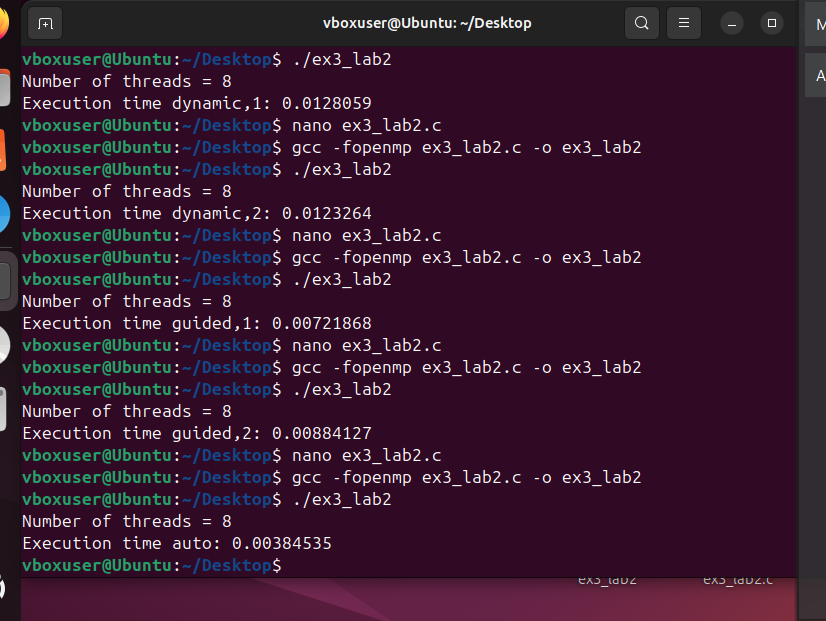 vboxuser@Ubuntu: ~/Desktop
vboxuser@Ubuntu:~/Desktop$ ./ex3_lab2
Number of threads = 8
Execution time dynamic,1: 0.0128059
vboxuser@Ubuntu:~/Desktop$ nano ex3_lab2.c
vboxuser@Ubuntu:~/Desktop$ gcc -fopenmp ex3_lab2.c -o ex3_lab2
vboxuser@Ubuntu:~/Desktop$ ./ex3_lab2
Number of threads = 8
Execution time dynamic,2: 0.0123264
vboxuser@Ubuntu:~/Desktop$ nano ex3_lab2.c
vboxuser@Ubuntu:~/Desktop$ gcc -fopenmp ex3_lab2.c -o ex3_lab2
vboxuser@Ubuntu:~/Desktop$ ./ex3_lab2
Number of threads = 8
Execution time guided,1: 0.00721868
vboxuser@Ubuntu:~/Desktop$ nano ex3_lab2.c
vboxuser@Ubuntu:~/Desktop$ gcc -fopenmp ex3_lab2.c -o ex3_lab2
vboxuser@Ubuntu:~/Desktop$ ./ex3_lab2
Number of threads = 8
Execution time guided,2: 0.00884127
vboxuser@Ubuntu:~/Desktop$ nano ex3_lab2.c
vboxuser@Ubuntu:~/Desktop$ gcc -fopenmp ex3_lab2.c -o ex3_lab2
vboxuser@Ubuntu:~/Desktop$ ./ex3_lab2
Number of threads = 8
Execution time auto: 0.00384535
vboxuser@Ubuntu:~/Desktop$
ex3_lab2 ex3_lab2.c